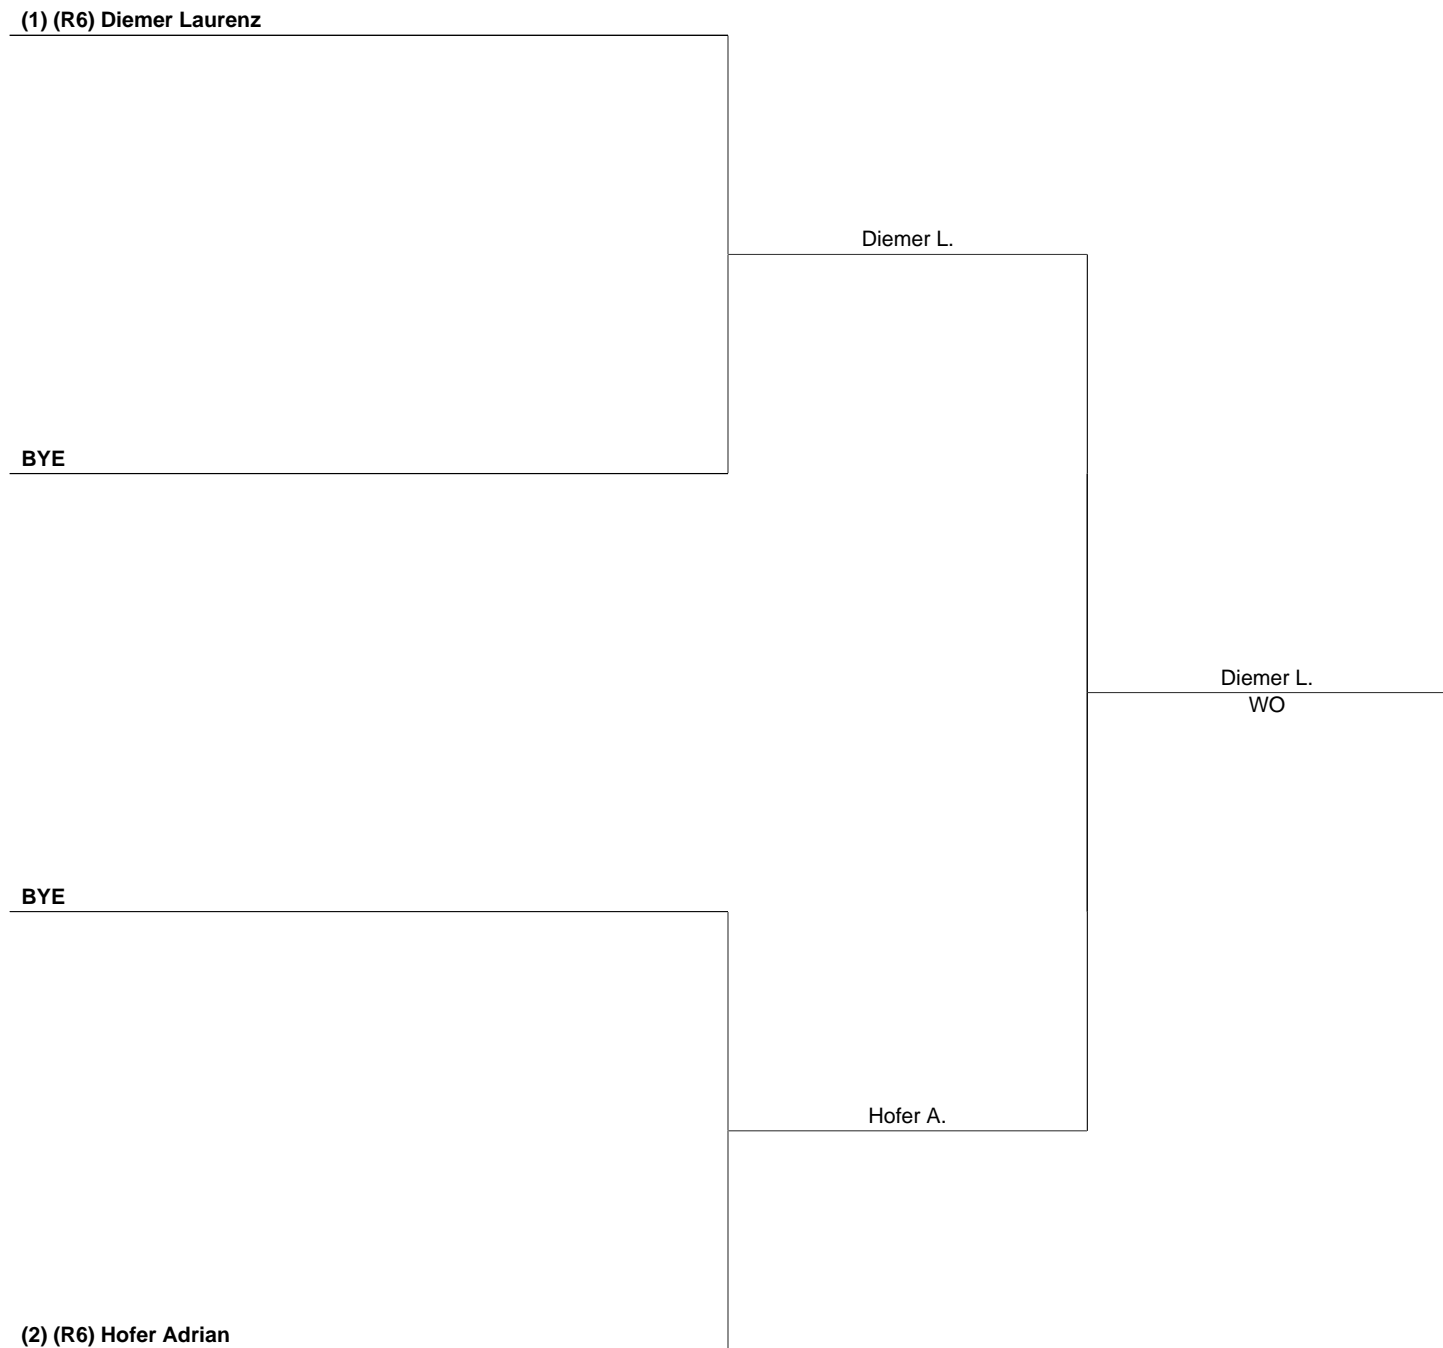 (1) (R6) Diemer Laurenz
Diemer L.
BYE
Diemer L.
WO
BYE
Hofer A.
(2) (R6) Hofer Adrian